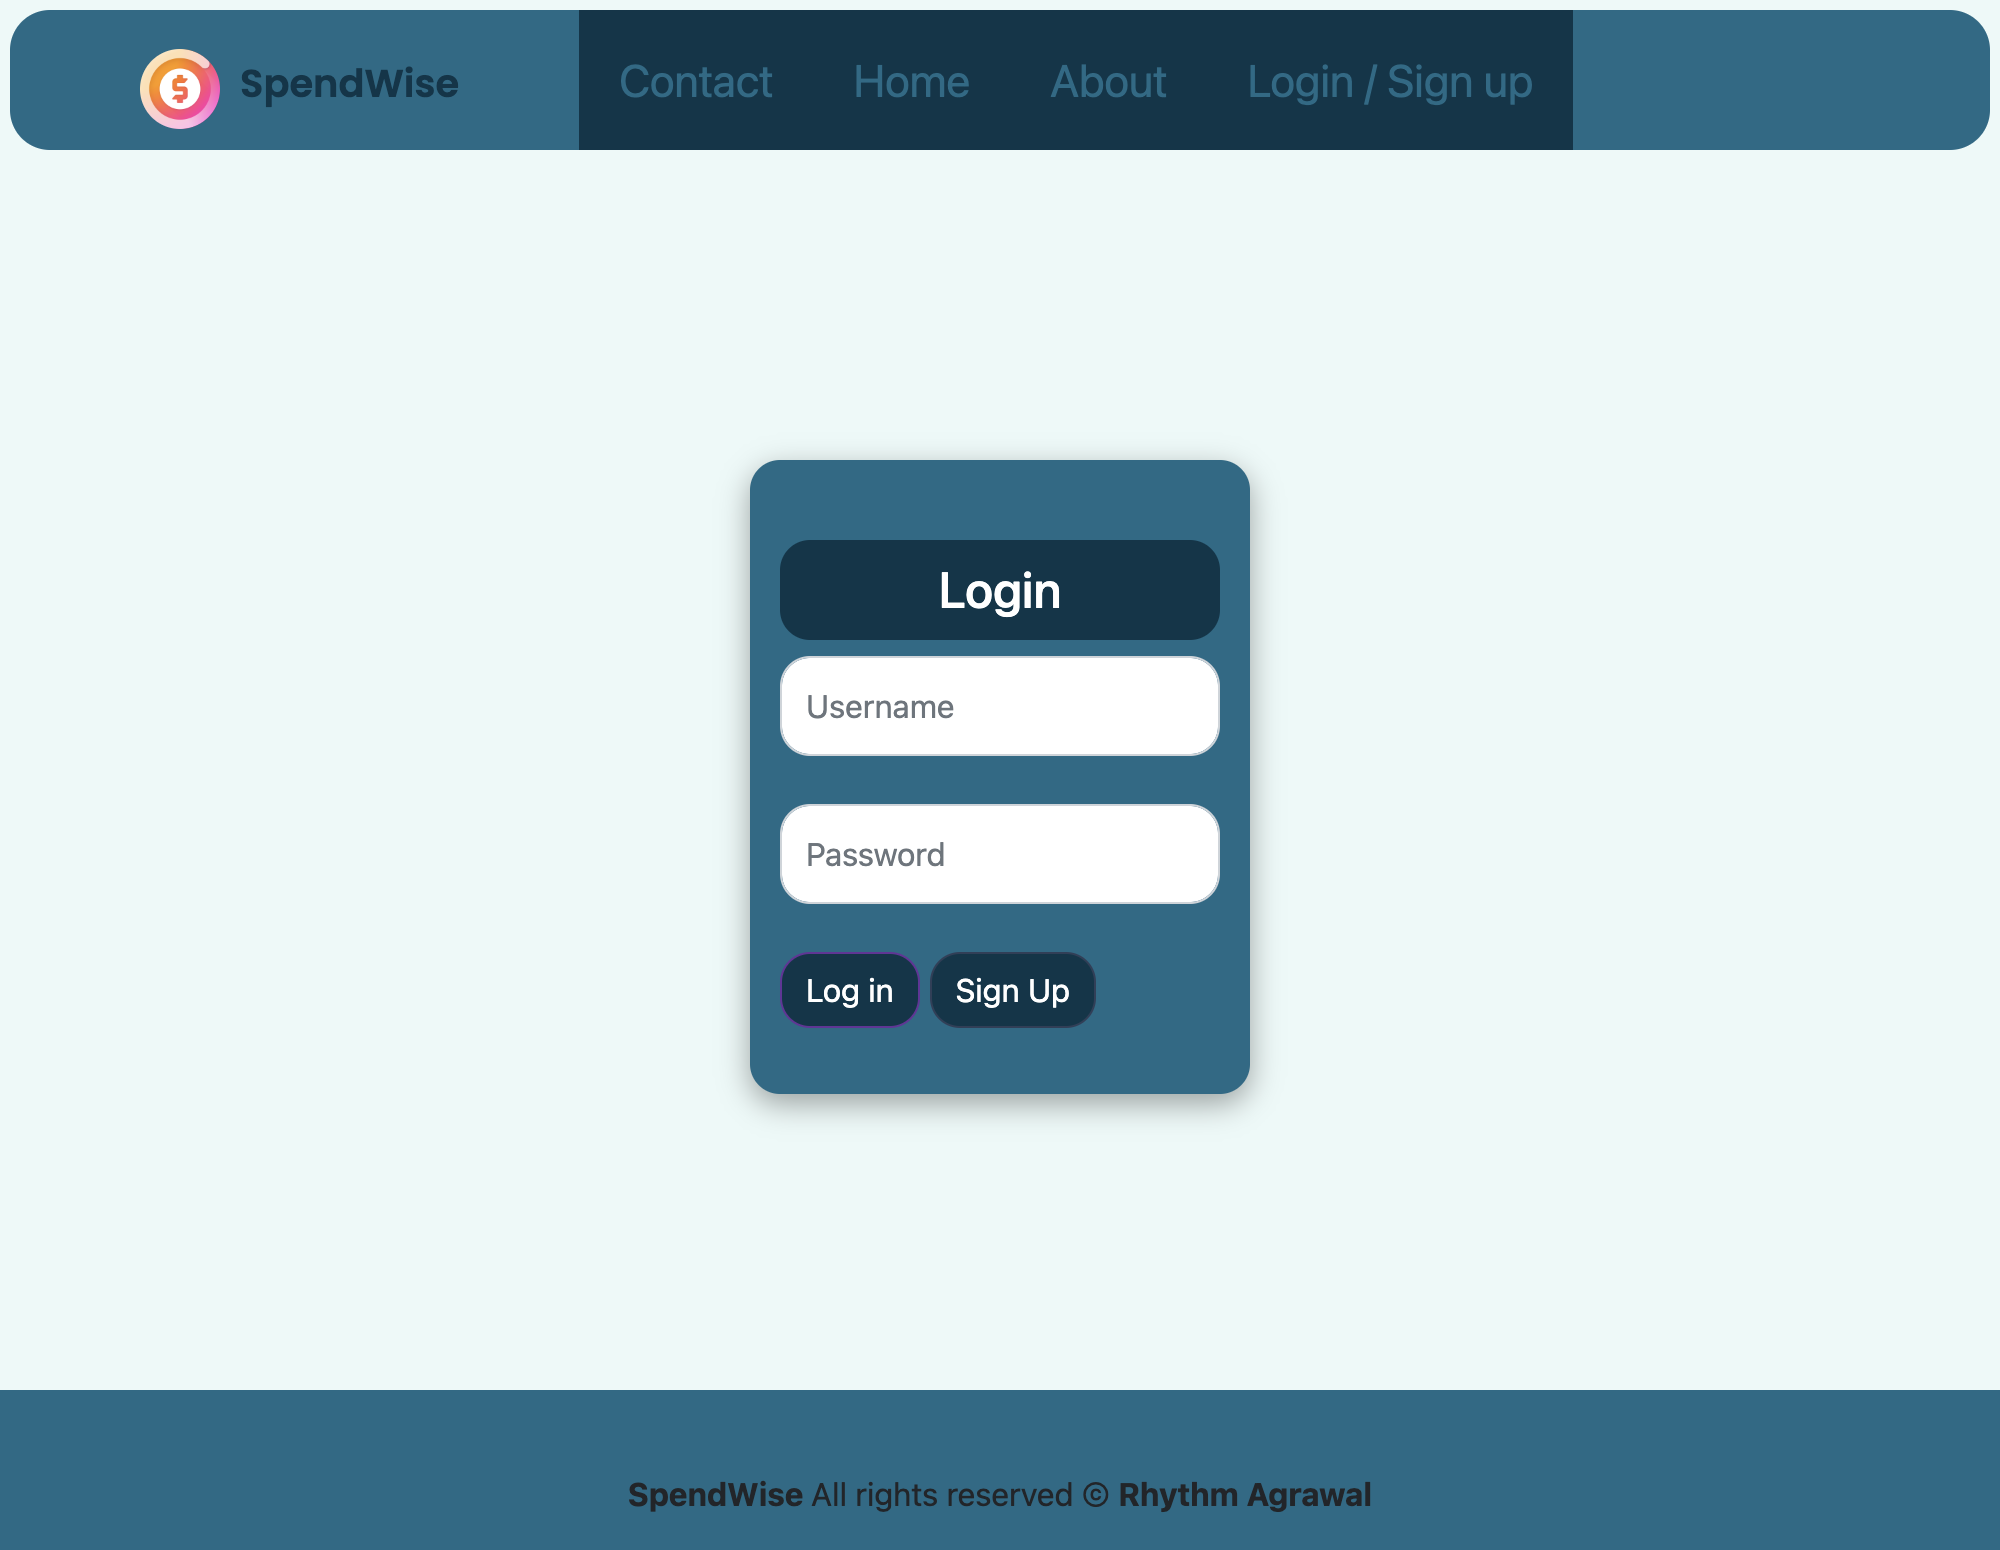 SpendWise
Contact Home About Login / Sign up
Login
Username
Password
Log in Sign Up
SpendWise All rights reserved © Rhythm Agrawal